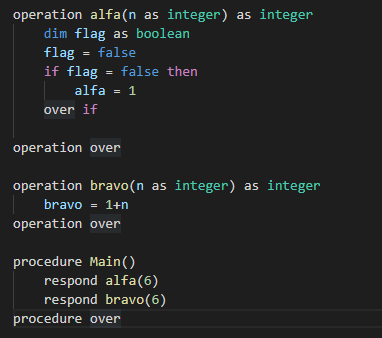 operation alfa(n as integer) as integer
dim flag as boolean
flag = false
if flag = false then
alfa = 1
over if
operation over
operation bravo(n as integer) as integer
bravo = 1+n
operation over
procedure Main()
respond alfa(6)
respond bravo(6)
procedure over